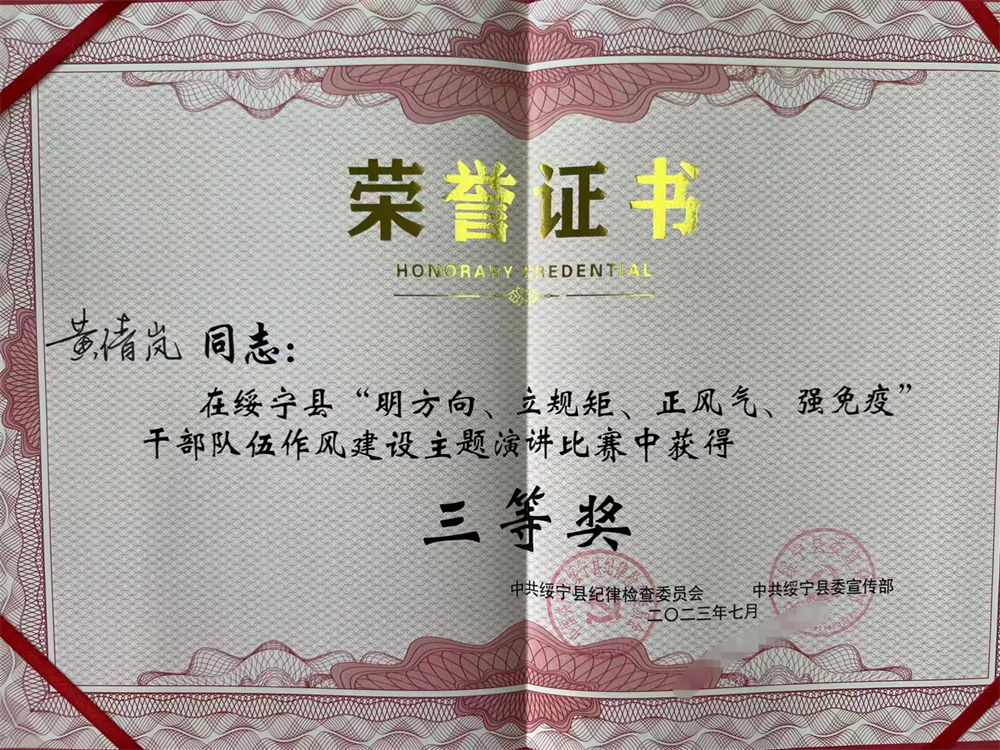 荣誉证书
HONORARY CREDENTIAL
黄倩岚 同志：
在绥宁县“明方向、立规矩、正风气、强免疫”
干部队伍作风建设主题演讲比赛中获得
三等奖
中共绥宁县纪律检查委员会 中共绥宁县委宣传部
二〇二三年七月